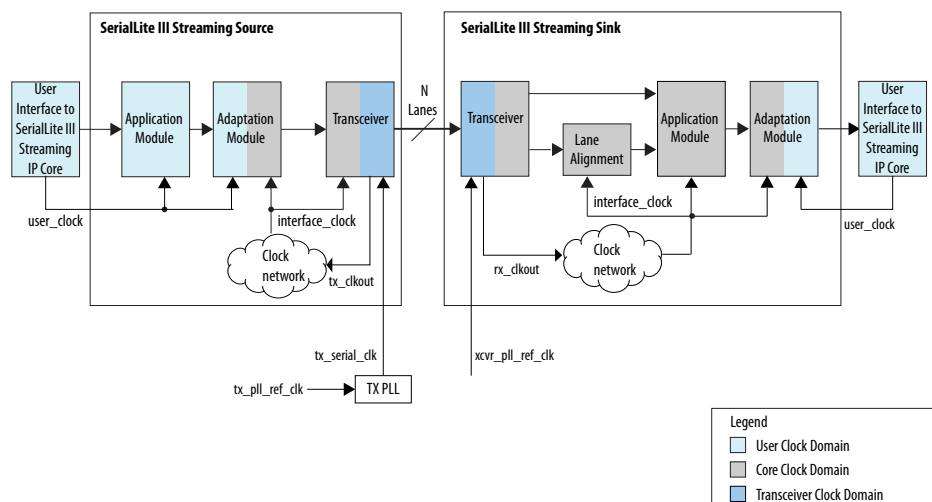 SerialLite III Streaming Source
SerialLite III Streaming Sink
User
Interface to
SerialLite III
Streaming
IP Core
Application
Module
Adaptation
Module
Transceiver
N
Lanes
Transceiver
Lane
Alignment
Application
Module
Adaptation
Module
User
Interface to
SerialLite III
Streaming
IP Core
user_clock
interface_clock
Clock
network
tx_clkout
interface_clock
rx_clkout
Clock
network
user_clock
tx_serial_clk
xcvr_pll_ref_clk
tx_pll_ref_clk
TX PLL
Legend
User Clock Domain
Core Clock Domain
Transceiver Clock Domain